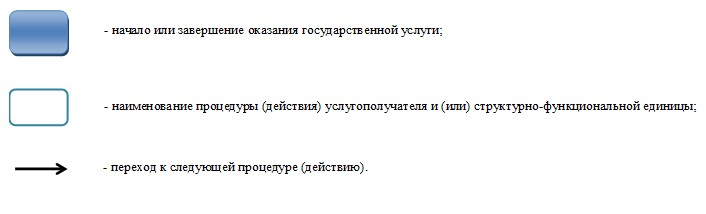 - начало или завершение оказания государственной услуги;
- наименование процедуры (действия) услугополучателя и (или) структурно-функциональной единицы;
- переход к следующей процедуре (действию).